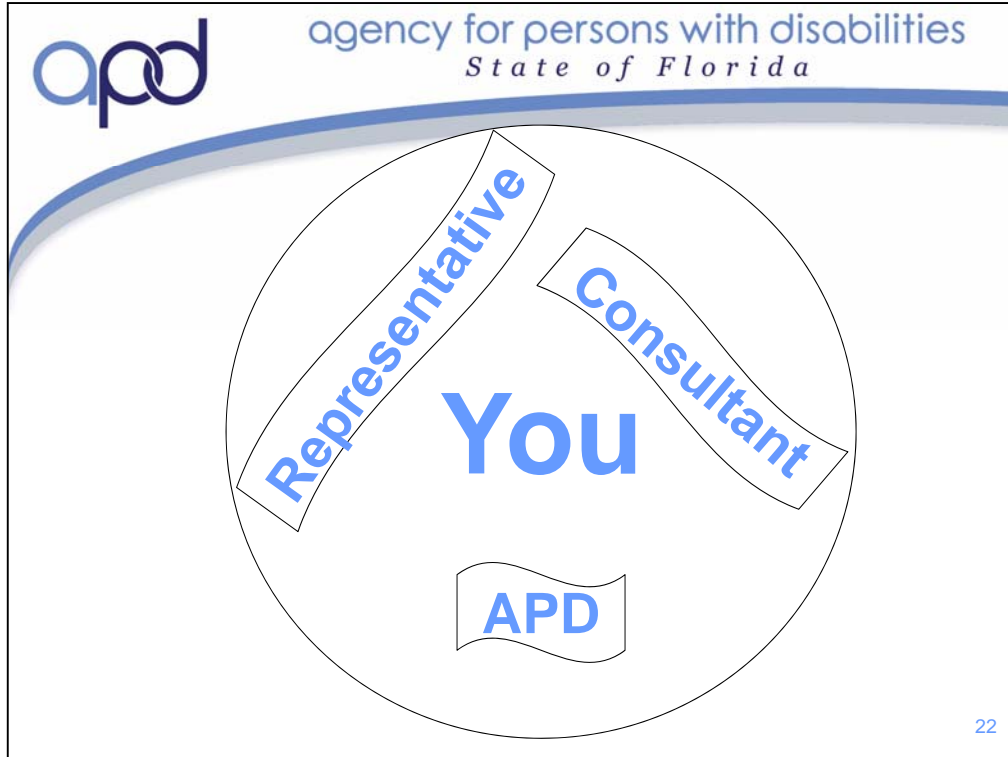 apd
agency for persons with disabilities
State of Florida
Representative
Consultant
You
APD
22